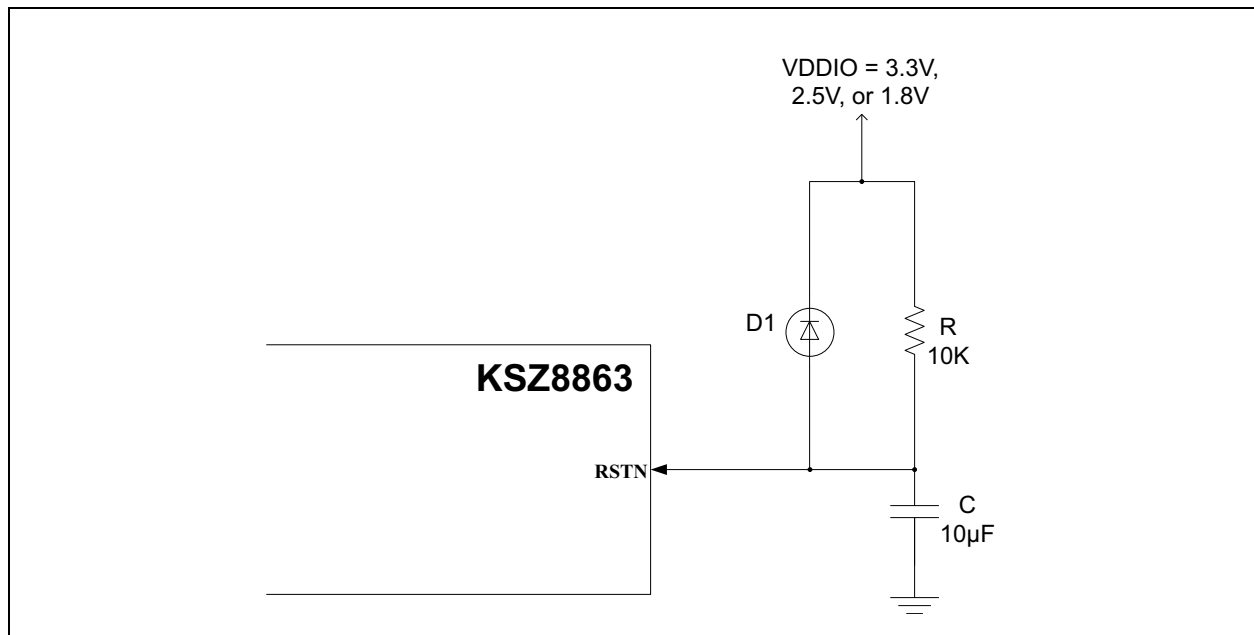 VDDIO = 3.3V,
2.5V, or 1.8V
D1
R
10K
KSZ8863
RSTN
C
10µF